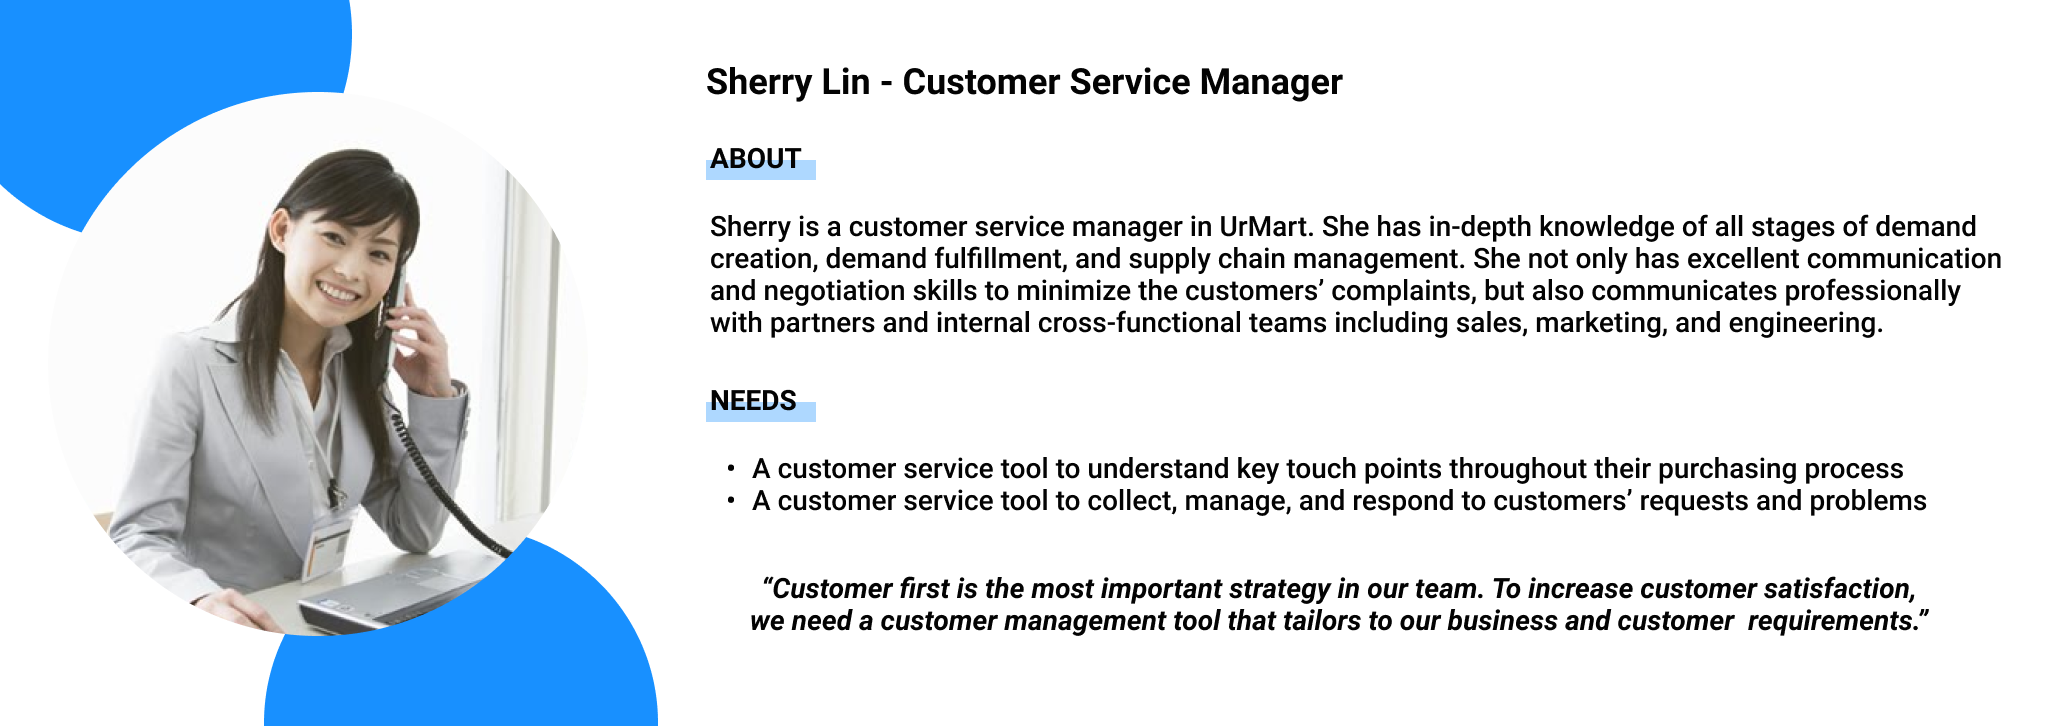 Sherry Lin - Customer Service Manager
ABOUT
Sherry is a customer service manager in UrMart. She has in-depth knowledge of all stages of demand
creation, demand fulfillment, and supply chain management. She not only has excellent communication
and negotiation skills to minimize the customers’ complaints, but also communicates professionally
with partners and internal cross-functional teams including sales, marketing, and engineering.
NEEDS
• A customer service tool to understand key touch points throughout their purchasing process
• A customer service tool to collect, manage, and respond to customers’ requests and problems
“Customer first is the most important strategy in our team. To increase customer satisfaction,
we need a customer management tool that tailors to our business and customer  requirements.”